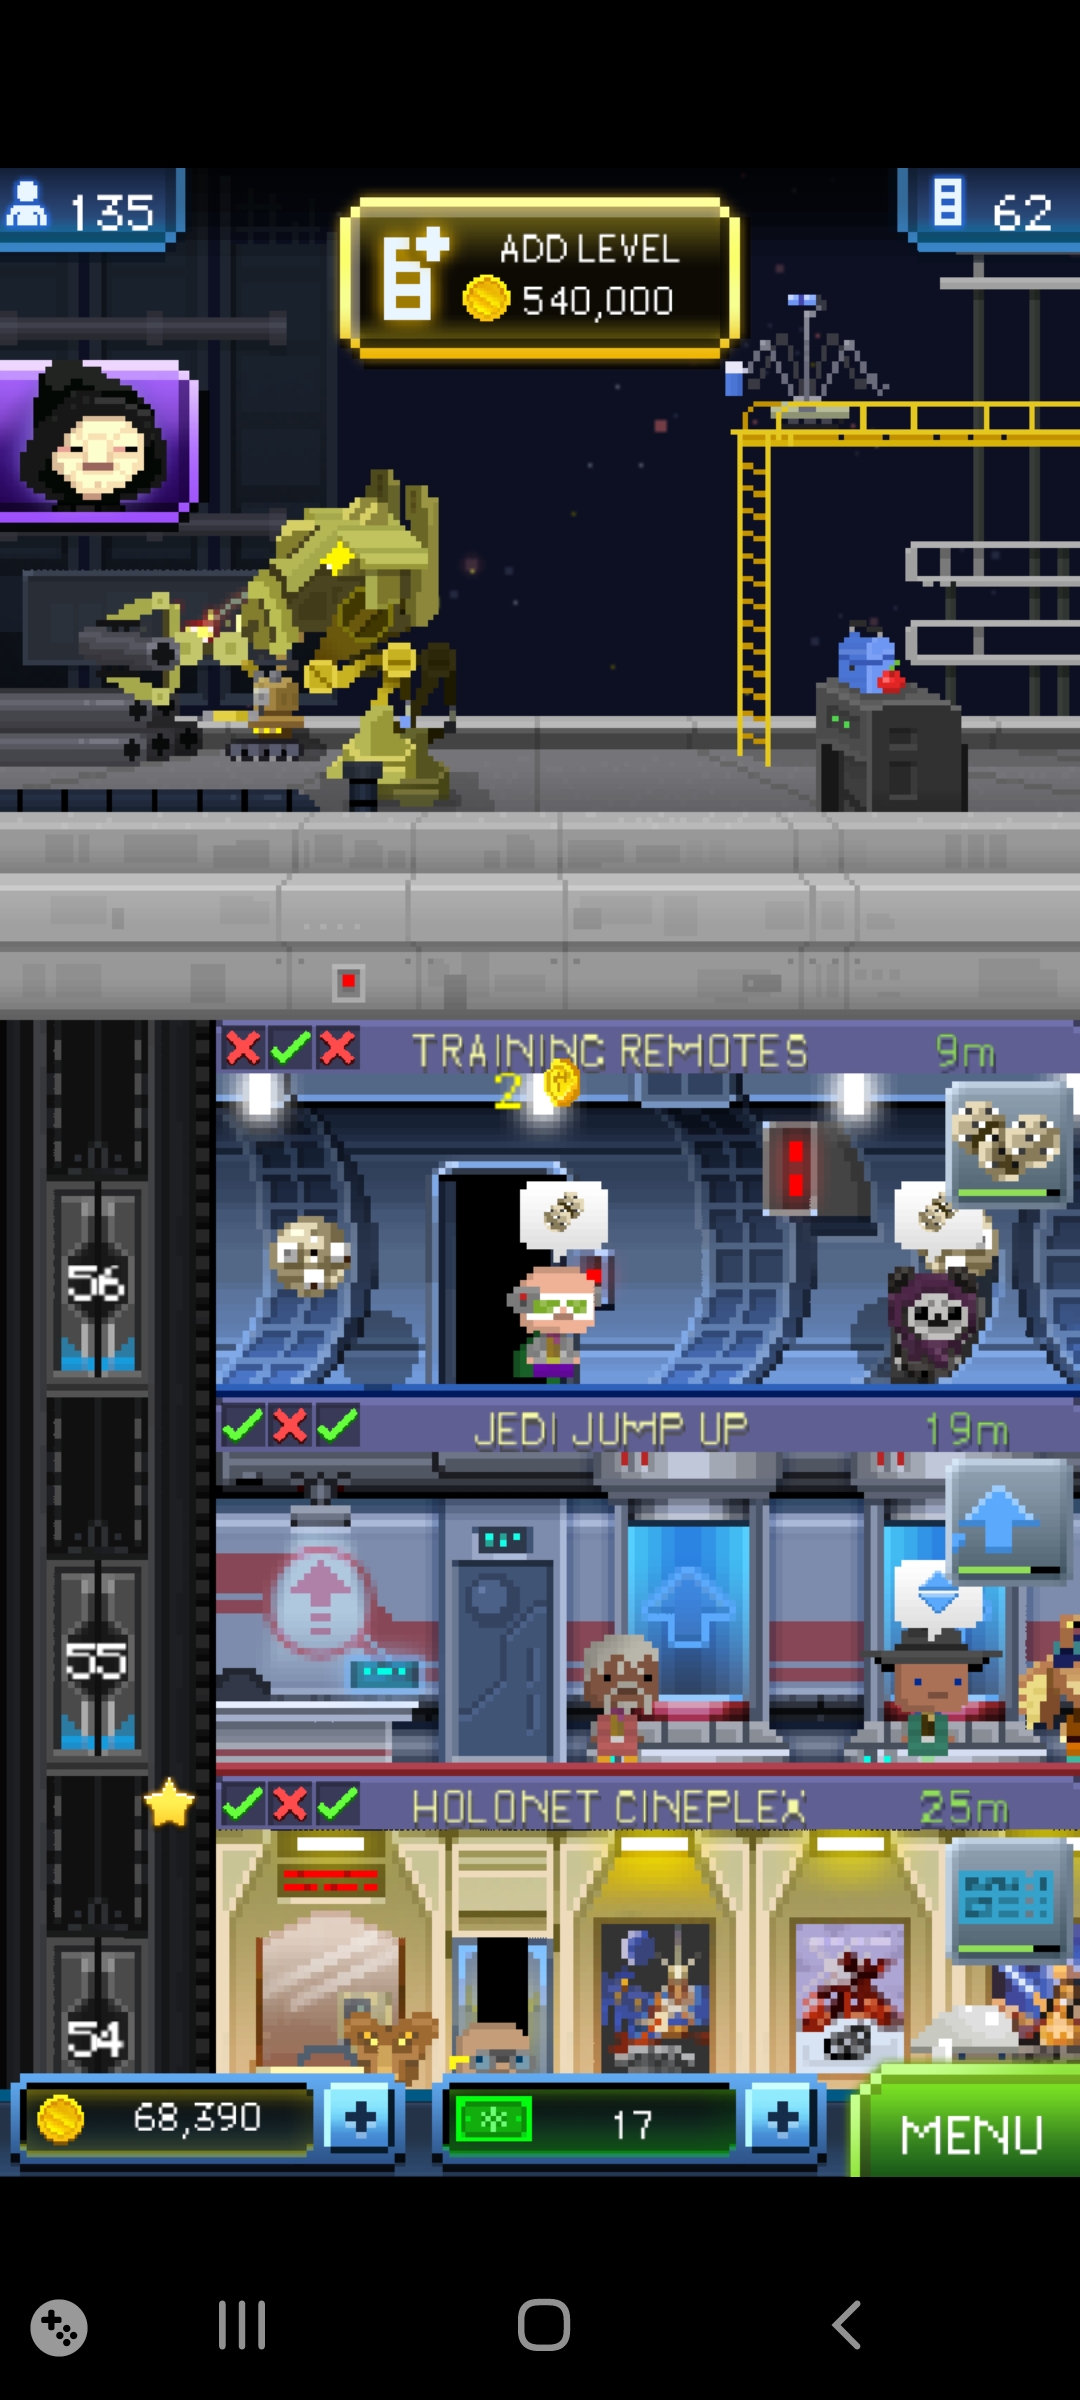 135
ADD LEVEL
540,000
62
TRAINING REMOTES 9m
2
56
JEDI JUMP UP 19m
55
HOLONET CINEPLEX 25m
54
68,390
17
MENU